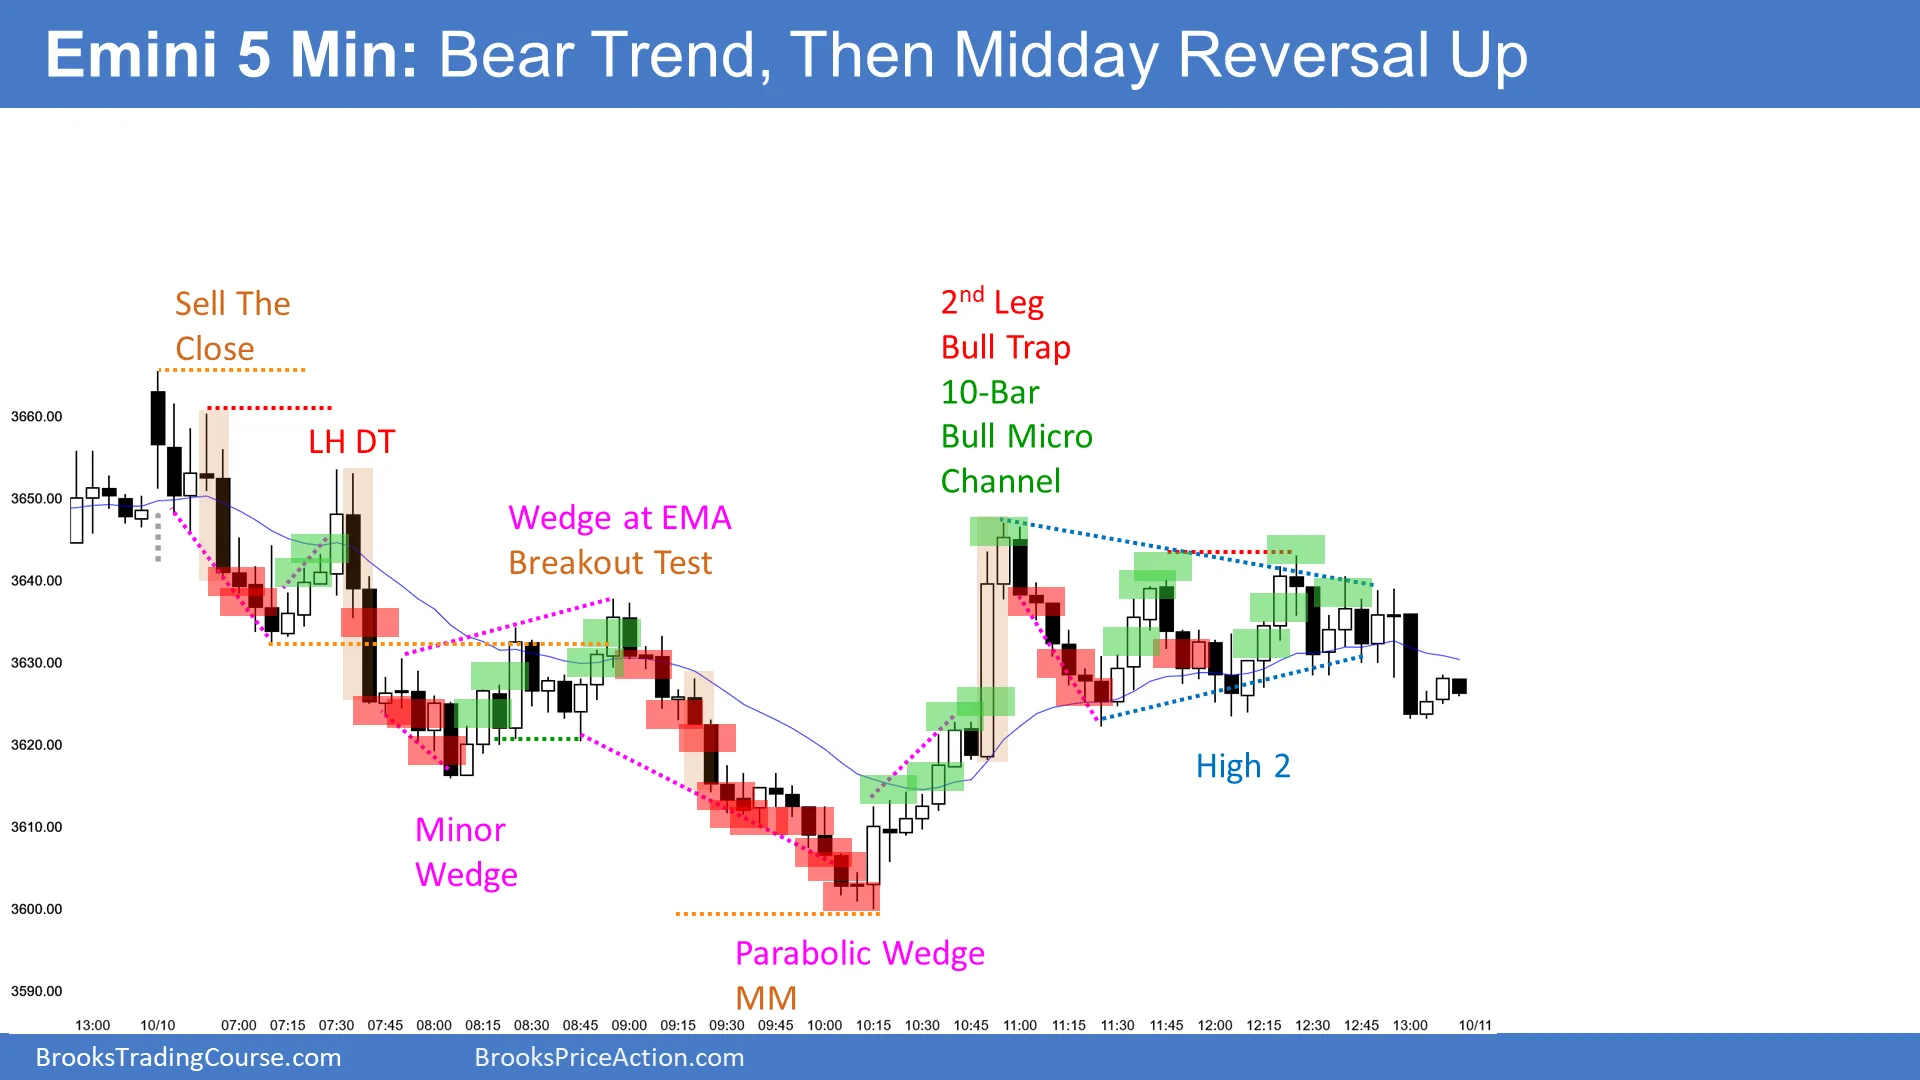 Emini 5 Min: Bear Trend, Then Midday Reversal Up
Sell The
Close
LH DT
Wedge at EMA
Breakout Test
2nd Leg
Bull Trap
10-Bar
Bull Micro
Channel
Minor
Wedge
High 2
Parabolic Wedge
MM
3660.00
3650.00
3640.00
3630.00
3620.00
3610.00
3600.00
3590.00
13:00 10/10 07:00 07:15 07:30 07:45 08:00 08:15 08:30 08:45 09:00 09:15 09:30 09:45 10:00 10:15 10:30 10:45 11:00 11:15 11:30 11:45 12:00 12:15 12:30 12:45 13:00 10/11
BrooksTradingCourse.com BrooksPriceAction.com